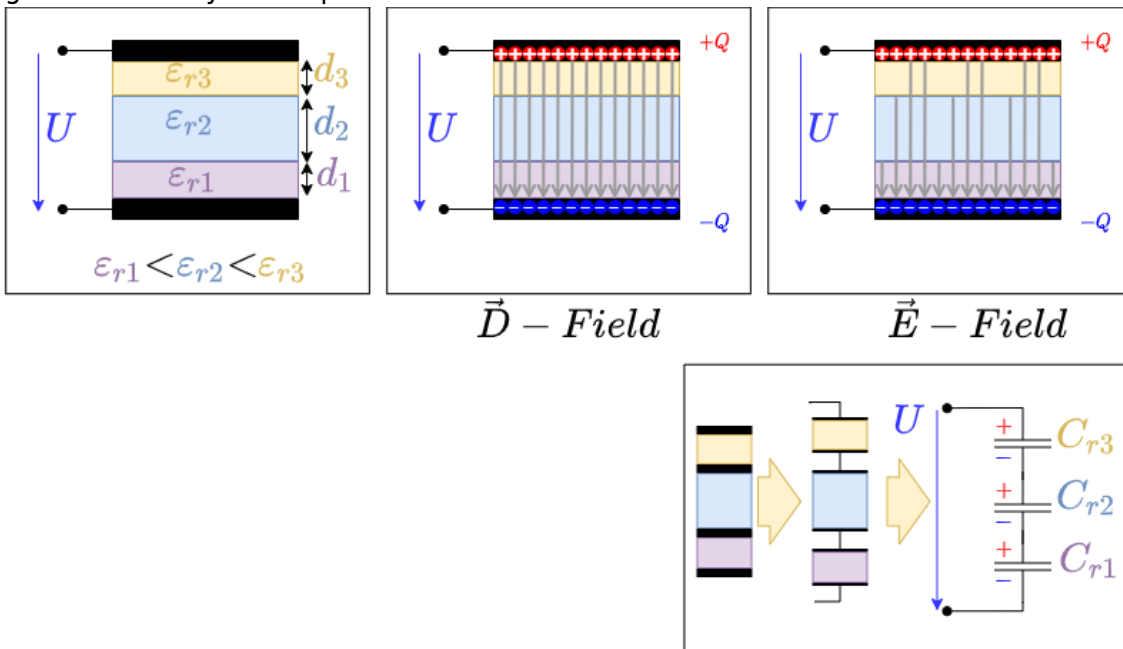 U
εr3
d3
εr2
d2
εr1
d1
εr1<εr2<εr3
U
+Q
-Q
D⃗ – Field
U
+Q
-Q
E⃗ – Field
U
+
−
Cr3
+
−
Cr2
+
−
Cr1